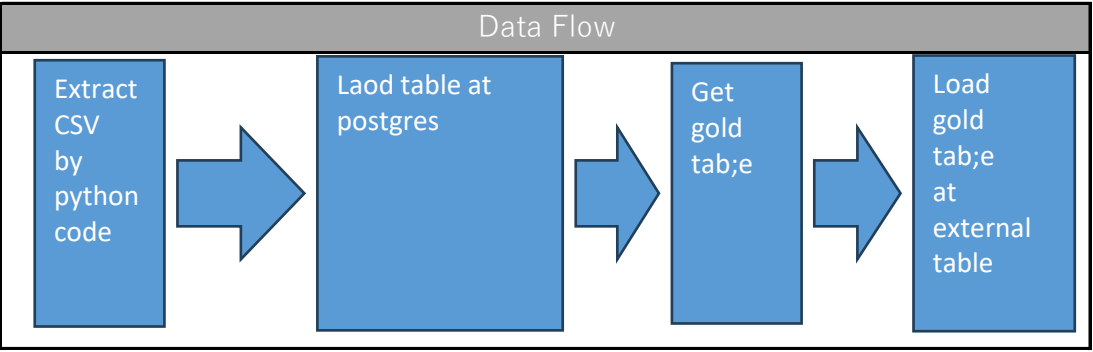 Data Flow
Extract
CSV
by
python
code
Laod table at
postgres
Get
gold
tab;e
Load
gold
tab;e
at
external
table